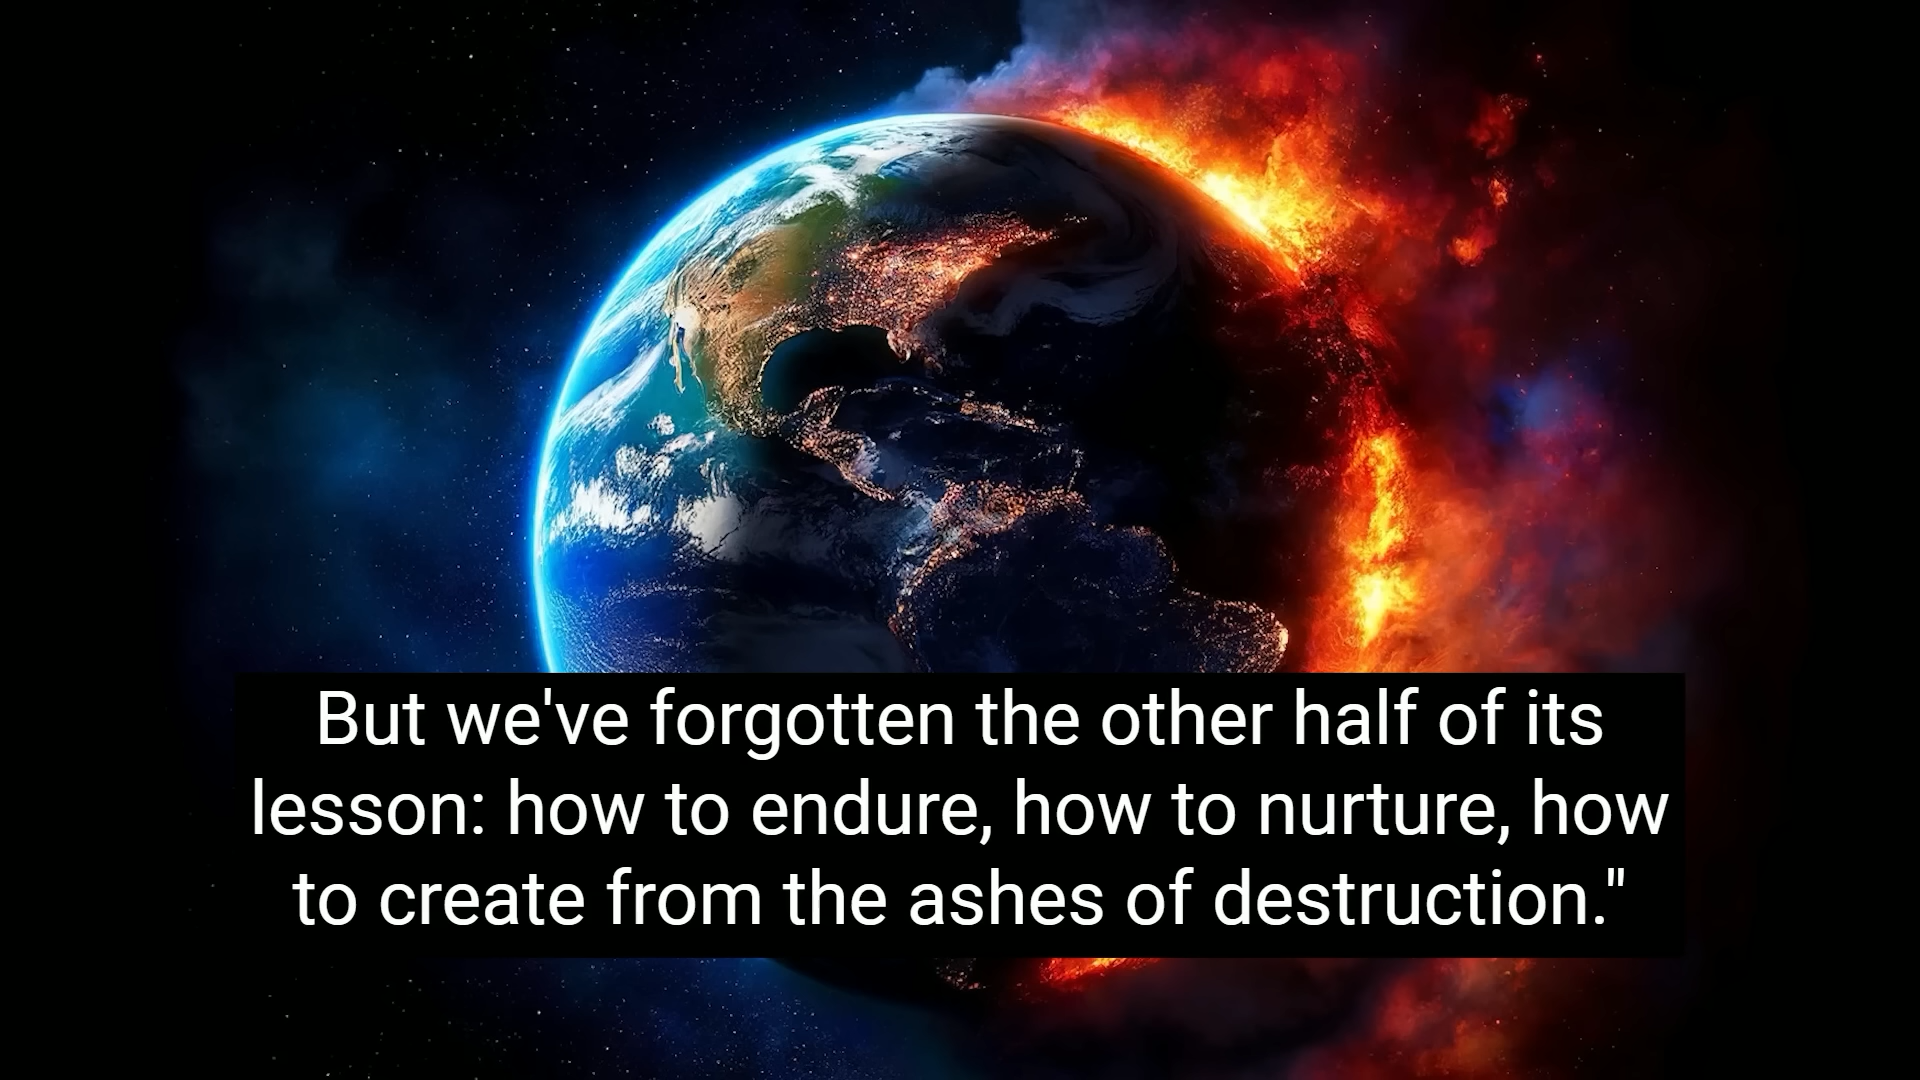 But we've forgotten the other half of its
lesson: how to endure, how to nurture, how
to create from the ashes of destruction."